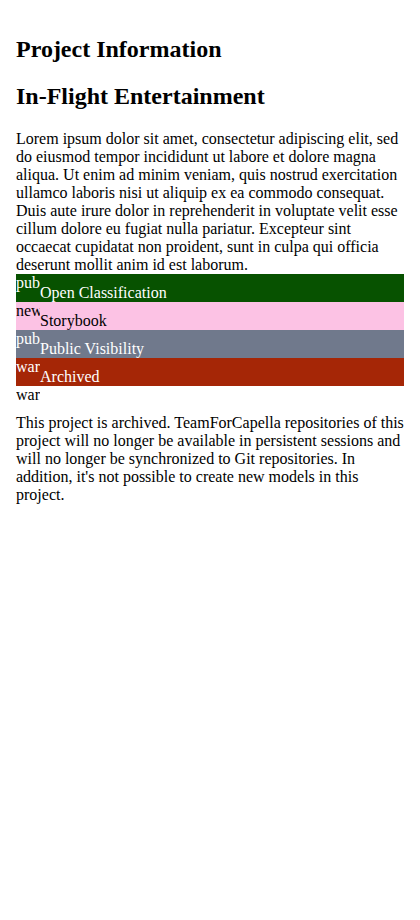 Project Information
In-Flight Entertainment
Lorem ipsum dolor sit amet, consectetur adipiscing elit, sed
do eiusmod tempor incididunt ut labore et dolore magna
aliqua. Ut enim ad minim veniam, quis nostrud exercitation
ullamco laboris nisi ut aliquip ex ea commodo consequat.
Duis aute irure dolor in reprehenderit in voluptate velit esse
cillum dolore eu fugiat nulla pariatur. Excepteur sint
occaecat cupidatat non proident, sunt in culpa qui officia
deserunt mollit anim id est laborum.
pub Open Classification
new Storybook
pub Public Visibility
war Archived
war
This project is archived. TeamForCapella repositories of this
project will no longer be available in persistent sessions and
will no longer be synchronized to Git repositories. In
addition, it's not possible to create new models in this
project.